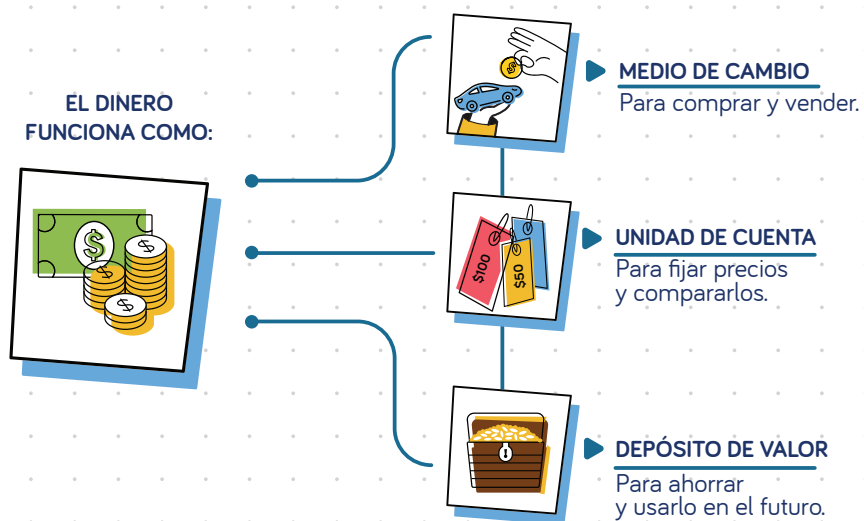 EL DINERO
FUNCIONA COMO:
$
$
$
$
$
MEDIO DE CAMBIO
Para comprar y vender.
$100
$50
UNIDAD DE CUENTA
Para fijar precios
y compararlos.
DEPÓSITO DE VALOR
Para ahorrar
y usarlo en el futuro.